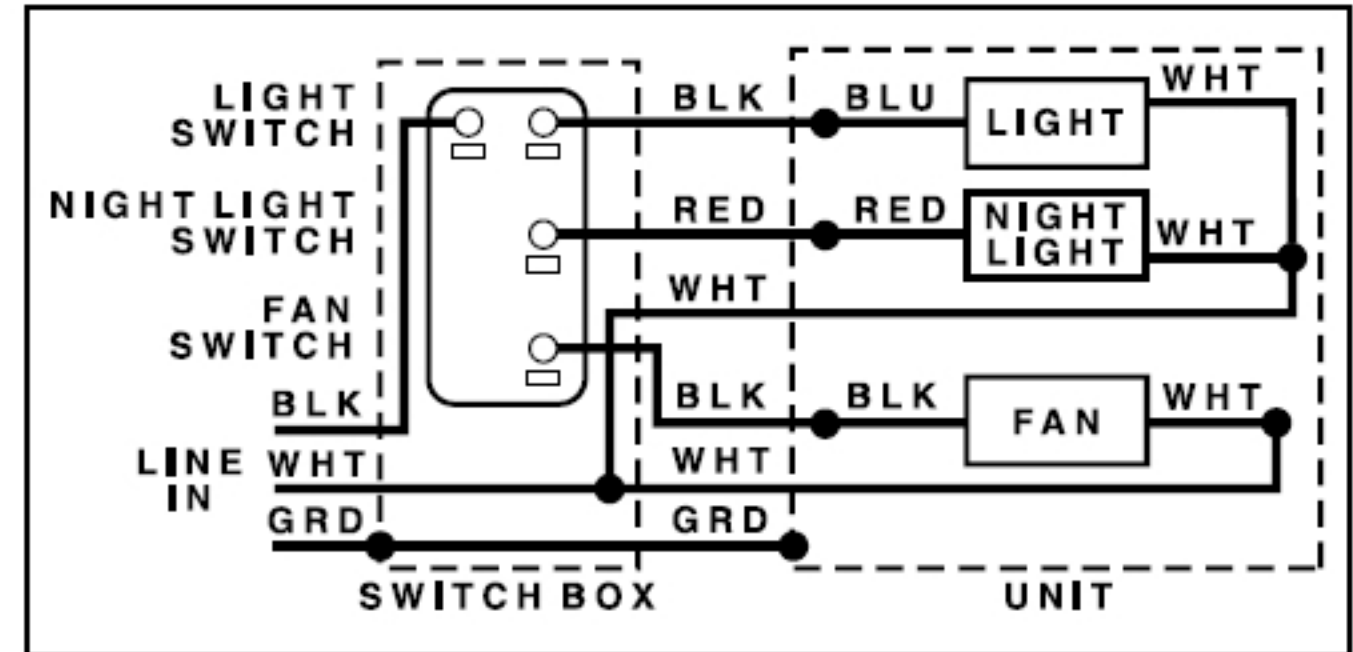 LIGHT
SWITCH
BLK
BLU
LIGHT
WHT
NIGHT LIGHT
SWITCH
RED
RED
NIGHT
LIGHT
WHT
WHT
FAN
SWITCH
BLK
BLK
BLK
FAN
WHT
LINE
IN
WHT
WHT
GRD
GRD
SWITCH BOX
UNIT